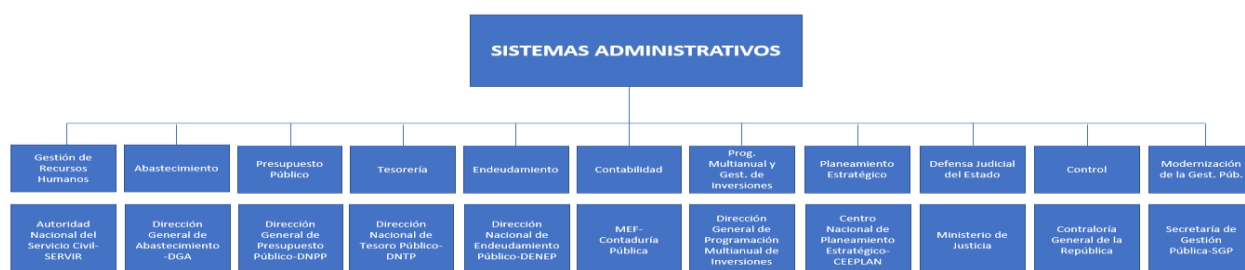 SISTEMAS ADMINISTRATIVOS
Gestión de
Recursos
Humanos
Abastecimiento
Presupuesto
Público
Tesorería
Endeudamiento
Contabilidad
Prog.
Multianual y
Gest. de
Inversiones
Planeamiento
Estratégico
Defensa Judicial
del Estado
Control
Modernización
de la Gest. Púb.
Autoridad
Nacional del
Servicio Civil-
SERVIR
Dirección
General de
Abastecimiento
-DGA
Dirección
General de
Presupuesto
Público-DNPP
Dirección
Nacional de
Tesoro Público-
DNTP
Dirección
Nacional de
Endeudamiento
Público-DENEP
MEF-
Contaduría
Pública
Dirección
General de
Programación
Multianual de
Inversiones
Centro
Nacional de
Planeamiento
Estratégico-
CEEPLAN
Ministerio de
Justicia
Contraloría
General de la
República
Secretaría de
Gestión
Pública-SGP